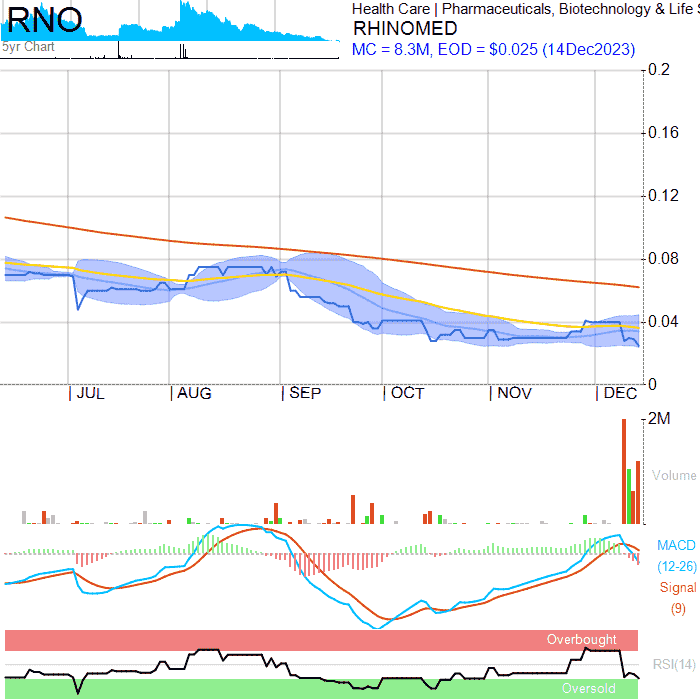 RNO
5yr Chart
Health Care | Pharmaceuticals, Biotechnology & Life S
RHINOMED
MC = 8.3M, EOD = $0.025 (14Dec2023)
0.2
0.16
0.12
0.08
0.04
0
JUL AUG SEP OCT NOV DEC
2M
Volume
MACD
(12-26)
Signal
(9)
Overbought
RSI(14)
Oversold